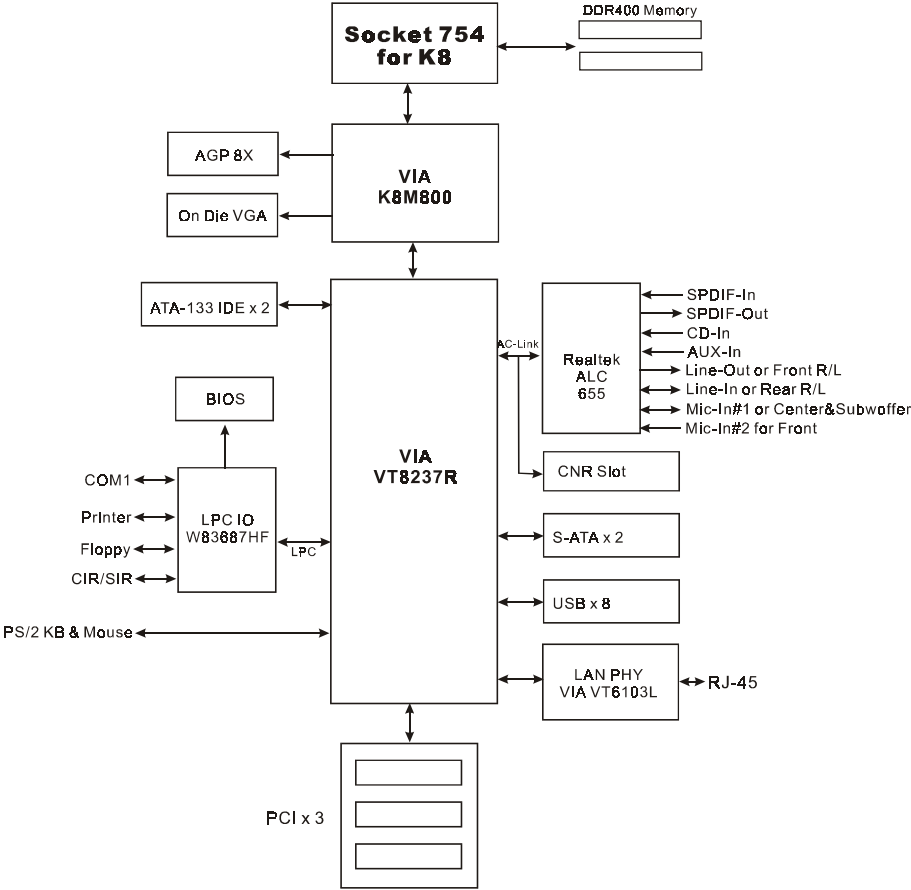 DDR400 Memory
Socket 754
for K8
AGP 8X
VIA
K8M800
On Die VGA
ATA-133 IDE x 2
AC-Link
Realtek
ALC
655
SPDIF-In
SPDIF-Out
CD-In
AUX-In
Line-Out or Front R/L
Line-In or Rear R/L
Mic-In#1 or Center&Subwoffer
Mic-In#2 for Front
BIOS
VIA
VT8237R
CNR Slot
COM1
Printer
Floppy
CIR/SIR
LPC IO
W83687HF
LPC
S-ATA x 2
USB x 8
PS/2 KB & Mouse
LAN PHY
VIA VT6103L
RJ-45
PCI x 3